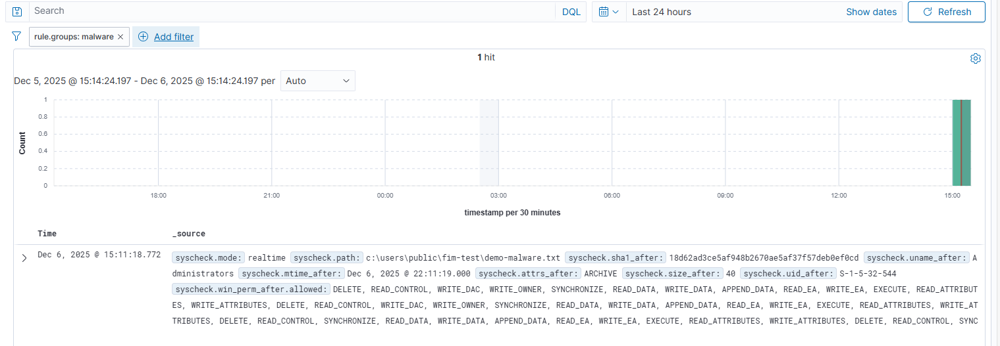 Search DQL Last 24 hours Show dates Refresh
rule.groups: malware × Add filter
1 hit
Dec 5, 2025 @ 15:14:24.197 - Dec 6, 2025 @ 15:14:24.197 per Auto
1
0.8
0.6
0.4
0.2
0
Count
18:00 21:00 00:00 03:00 06:00 09:00 12:00 15:00
timestamp per 30 minutes
Time _source
Dec 6, 2025 @ 15:11:18.772 syscheck.mode: realtime syscheck.path: c:\users\public\fim-test\demo-malware.txt syscheck.sha1_after: 18d62ad3ce5af948b2670ae5af37f57deb0ef0cd syscheck.uname_after: A
dministrators syscheck.mtime_after: Dec 6, 2025 @ 22:11:19.000 syscheck.attrs_after: ARCHIVE syscheck.size_after: 40 syscheck.uid_after: S-1-5-32-544
syscheck.win_perm_after.allowed: DELETE, READ_CONTROL, WRITE_DAC, WRITE_OWNER, SYNCHRONIZE, READ_DATA, WRITE_DATA, APPEND_DATA, READ_EA, WRITE_EA, EXECUTE, READ_ATTRIBUT
ES, WRITE_ATTRIBUTES, DELETE, READ_CONTROL, WRITE_DAC, WRITE_OWNER, SYNCHRONIZE, READ_DATA, WRITE_DATA, APPEND_DATA, READ_EA, WRITE_EA, EXECUTE, READ_ATTRIBUTES, WRITE_AT
TRIBUTES, DELETE, READ_CONTROL, SYNCHRONIZE, READ_DATA, WRITE_DATA, APPEND_DATA, READ_EA, WRITE_EA, EXECUTE, READ_ATTRIBUTES, WRITE_ATTRIBUTES, DELETE, READ_CONTROL, SYNC